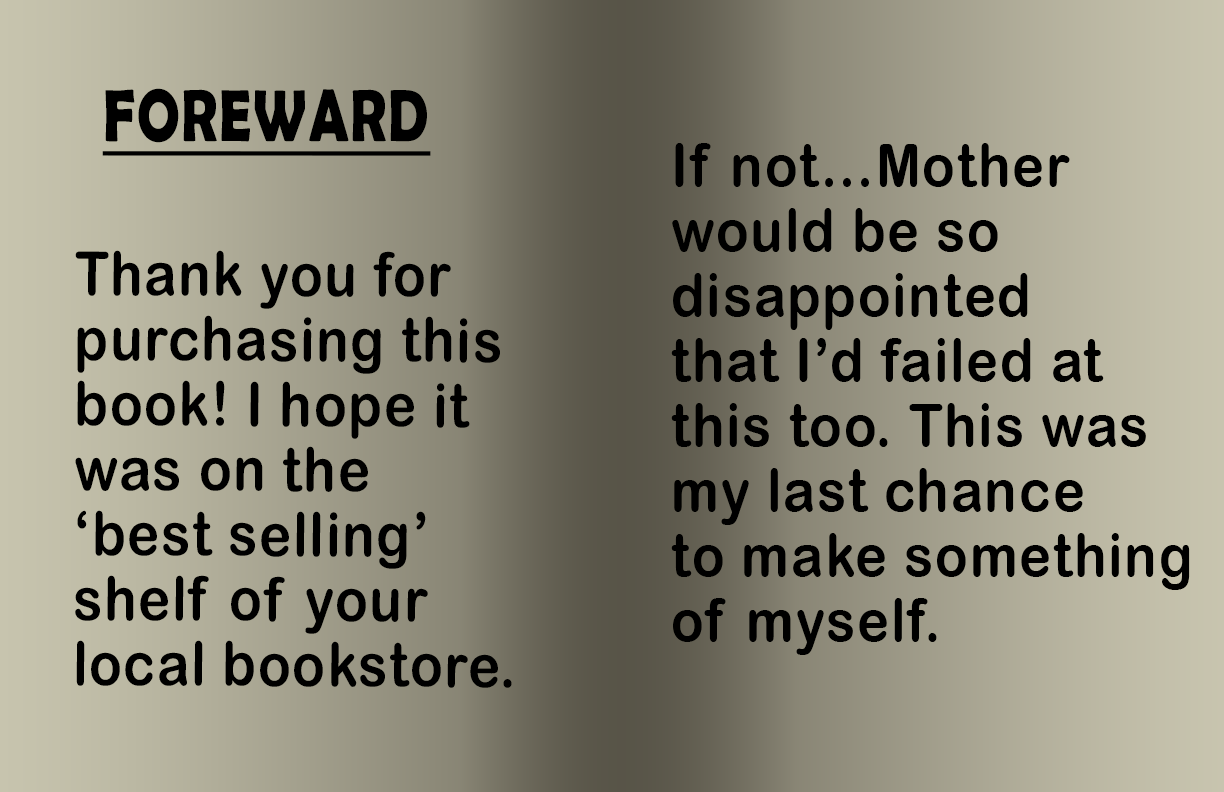 FOREWARD
Thank you for
purchasing this
book! I hope it
was on the
‘best selling’
shelf of your
local bookstore.
If not...Mother
would be so
disappointed
that I’d failed at
this too. This was
my last chance
to make something
of myself.